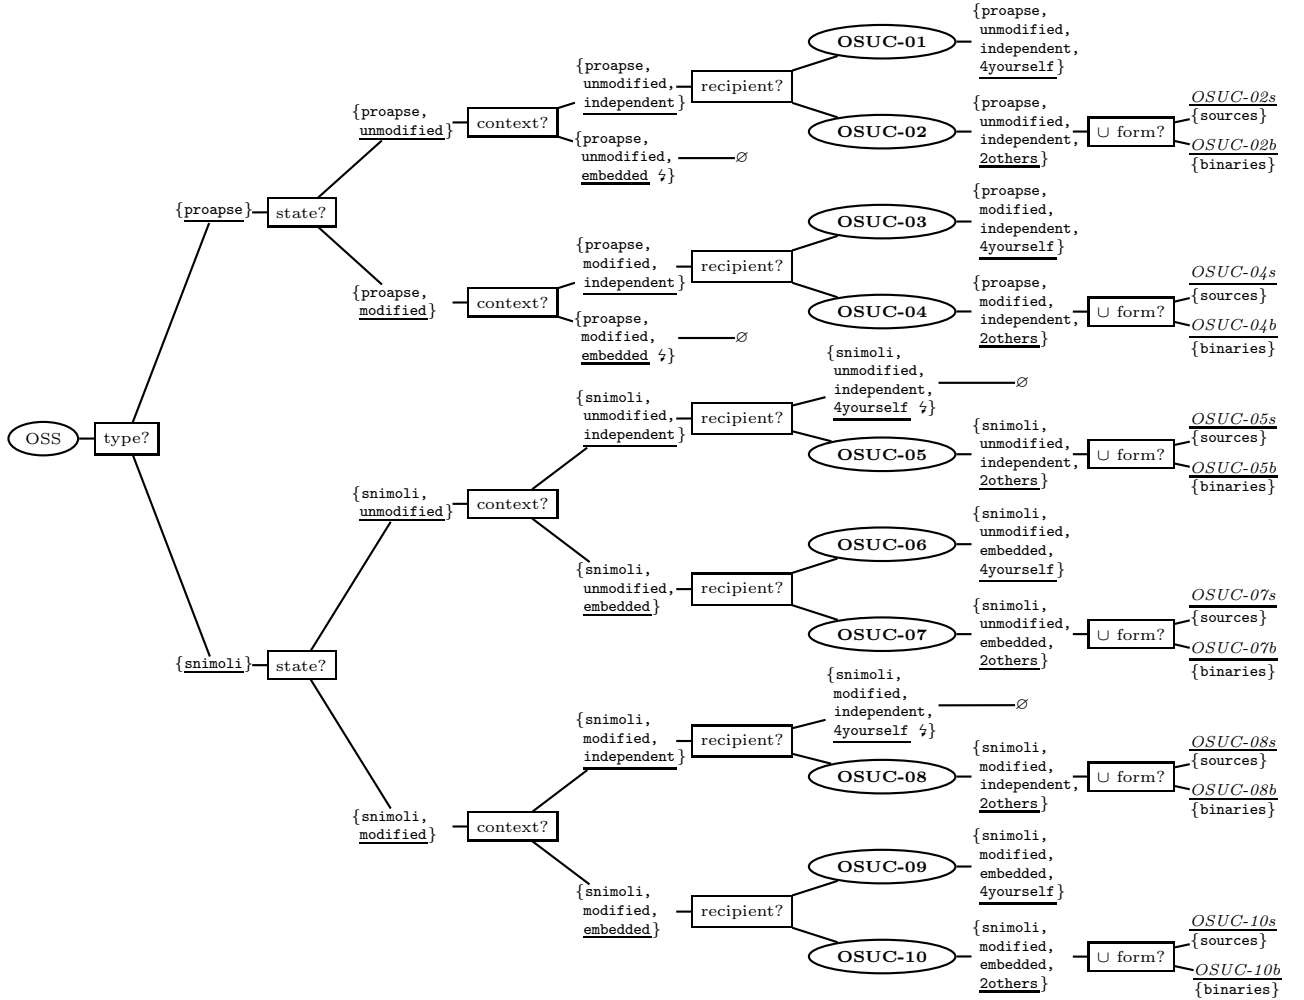 OSS
type?
{proapse}
state?
{proapse,
unmodified}
context?
{proapse,
unmodified,
independent}
recipient?
OSUC-01
{proapse,
unmodified,
independent,
4yourself}
OSUC-02
{proapse,
unmodified,
independent,
2others}
∪ form?
OSUC-02s
{sources}
OSUC-02b
{binaries}
{proapse,
unmodified,
embedded ↯}
∅
{proapse,
modified}
context?
{proapse,
modified,
independent}
recipient?
OSUC-03
{proapse,
modified,
independent,
4yourself}
OSUC-04
{proapse,
modified,
independent,
2others}
∪ form?
OSUC-04s
{sources}
OSUC-04b
{binaries}
{proapse,
modified,
embedded ↯}
∅
{snimoli}
state?
{snimoli,
unmodified}
context?
{snimoli,
unmodified,
independent}
recipient?
{snimoli,
unmodified,
independent,
4yourself ↯}
∅
OSUC-05
{snimoli,
unmodified,
independent,
2others}
∪ form?
OSUC-05s
{sources}
OSUC-05b
{binaries}
{snimoli,
unmodified,
embedded}
recipient?
OSUC-06
{snimoli,
unmodified,
embedded,
4yourself}
OSUC-07
{snimoli,
unmodified,
embedded,
2others}
∪ form?
OSUC-07s
{sources}
OSUC-07b
{binaries}
{snimoli,
modified}
context?
{snimoli,
modified,
independent}
recipient?
{snimoli,
modified,
independent,
4yourself ↯}
∅
OSUC-08
{snimoli,
modified,
independent,
2others}
∪ form?
OSUC-08s
{sources}
OSUC-08b
{binaries}
{snimoli,
modified,
embedded}
recipient?
OSUC-09
{snimoli,
modified,
embedded,
4yourself}
OSUC-10
{snimoli,
modified,
embedded,
2others}
∪ form?
OSUC-10s
{sources}
OSUC-10b
{binaries}